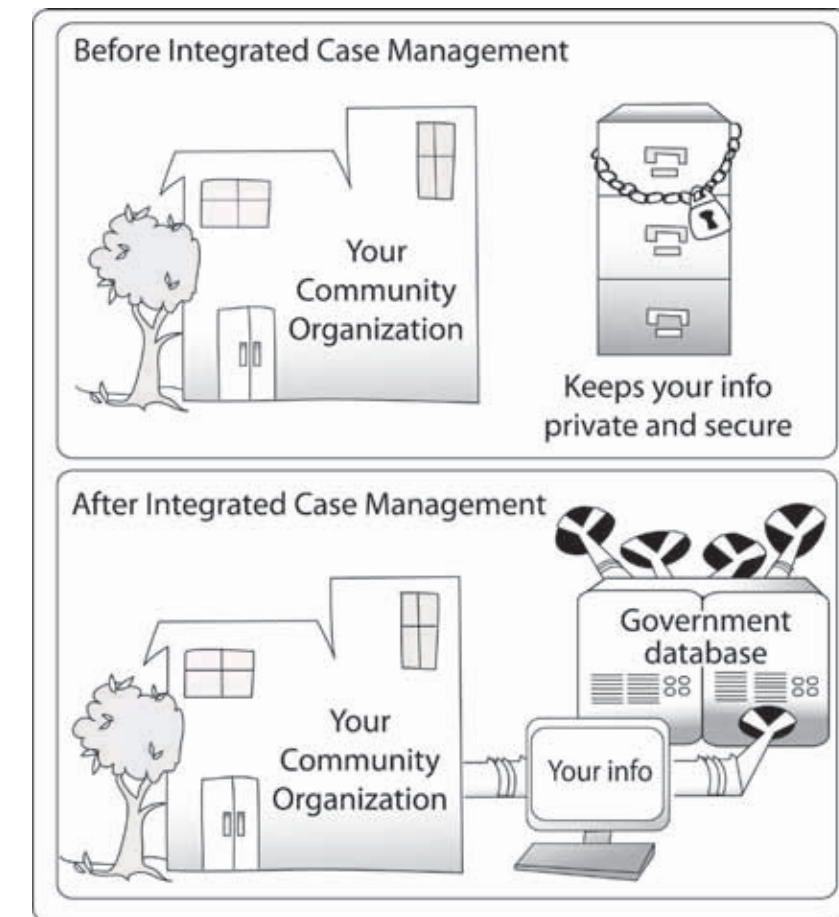 Before Integrated Case Management
Your
Community
Organization
Keeps your info
private and secure
After Integrated Case Management
Government
database
Your
Community
Organization
Your info